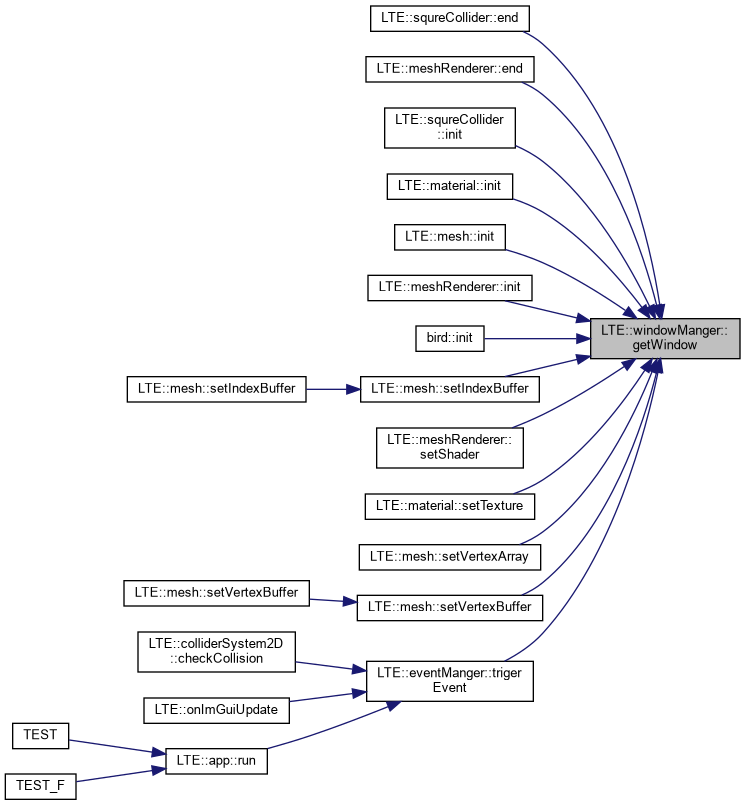 LTE::squreCollider::end
LTE::meshRenderer::end
LTE::squreCollider
::init
LTE::material::init
LTE::mesh::init
LTE::meshRenderer::init
LTE::windowManger::
getWindow
bird::init
LTE::mesh::setIndexBuffer
LTE::mesh::setIndexBuffer
LTE::meshRenderer::
setShader
LTE::material::setTexture
LTE::mesh::setVertexArray
LTE::mesh::setVertexBuffer
LTE::mesh::setVertexBuffer
LTE::colliderSystem2D
::checkCollision
LTE::eventManger::triger
Event
LTE::onImGuiUpdate
TEST
LTE::app::run
TEST_F